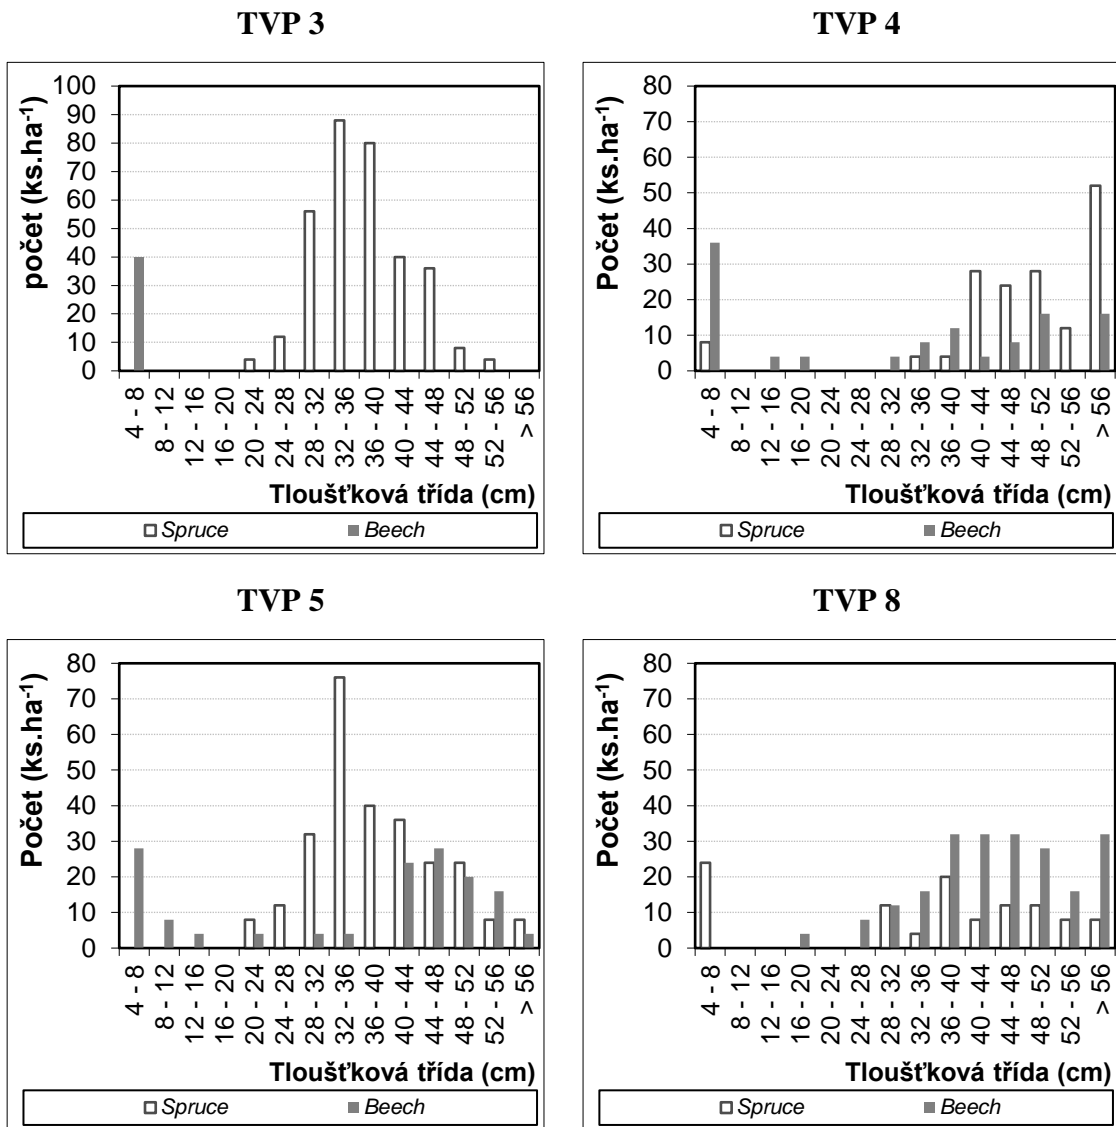 TVP 3
počet (ks.ha-1)
100
90
80
70
60
50
40
30
20
10
0
4 - 8
8 - 12
12 - 16
16 - 20
20 - 24
24 - 28
28 - 32
32 - 36
36 - 40
40 - 44
44 - 48
48 - 52
52 - 56
> 56
Tloušťková třída (cm)
Spruce Beech
TVP 4
Počet (ks.ha-1)
80
70
60
50
40
30
20
10
0
4 - 8
8 - 12
12 - 16
16 - 20
20 - 24
24 - 28
28 - 32
32 - 36
36 - 40
40 - 44
44 - 48
48 - 52
52 - 56
> 56
Tloušťková třída (cm)
Spruce Beech
TVP 5
Počet (ks.ha-1)
80
70
60
50
40
30
20
10
0
4 - 8
8 - 12
12 - 16
16 - 20
20 - 24
24 - 28
28 - 32
32 - 36
36 - 40
40 - 44
44 - 48
48 - 52
52 - 56
> 56
Tloušťková třída (cm)
Spruce Beech
TVP 8
Počet (ks.ha-1)
80
70
60
50
40
30
20
10
0
4 - 8
8 - 12
12 - 16
16 - 20
20 - 24
24 - 28
28 - 32
32 - 36
36 - 40
40 - 44
44 - 48
48 - 52
52 - 56
> 56
Tloušťková třída (cm)
Spruce Beech